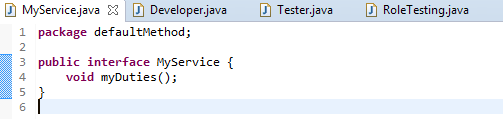 MyService.java Developer.java Tester.java RoleTesting.java
1 package defaultMethod;
2
3 public interface MyService {
4 void myDuties();
5 }
6